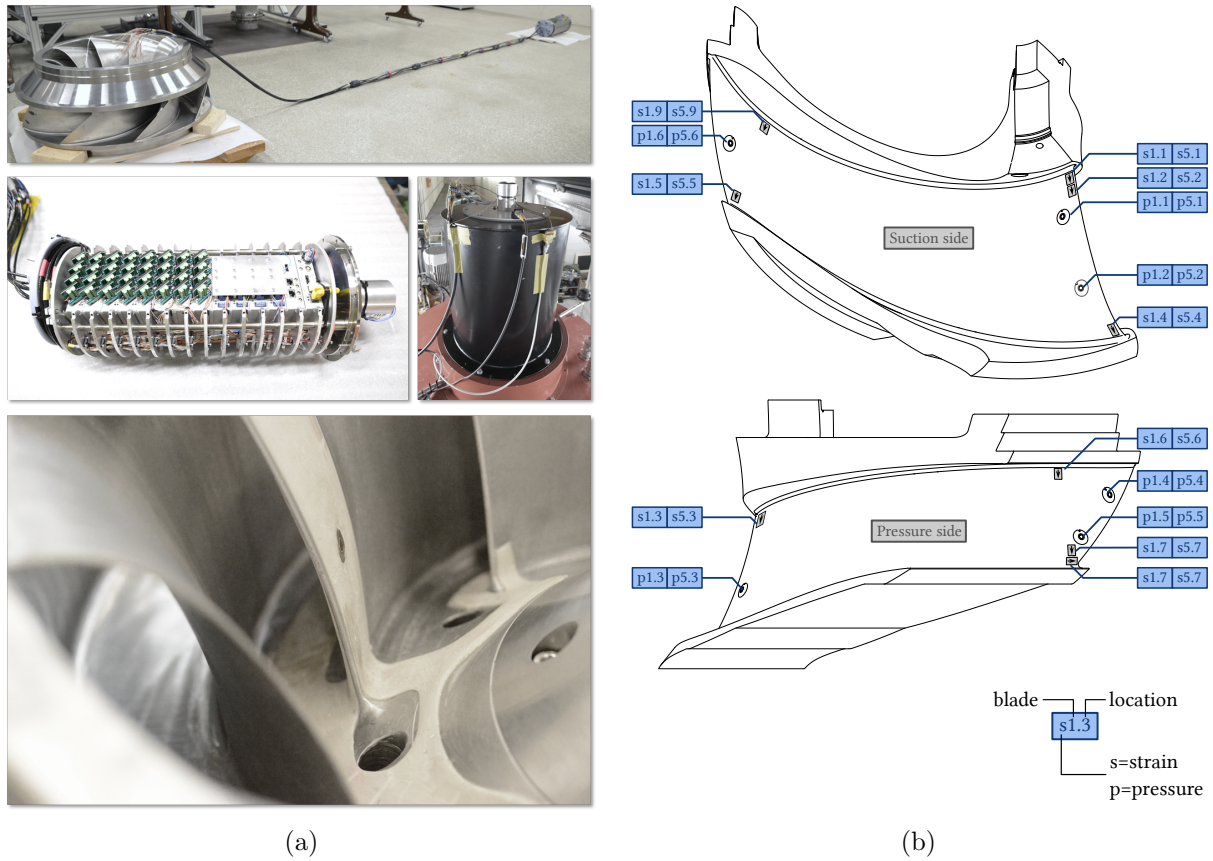 s1.9 s5.9
p1.6 p5.6
s1.5 s5.5
s1.1 s5.1
s1.2 s5.2
p1.1 p5.1
Suction side
p1.2 p5.2
s1.4 s5.4
s1.6 s5.6
p1.4 p5.4
s1.3 s5.3
Pressure side
p1.5 p5.5
s1.7 s5.7
p1.3 p5.3
s1.7 s5.7
blade
location
s1.3
s=strain
p=pressure
(a)
(b)